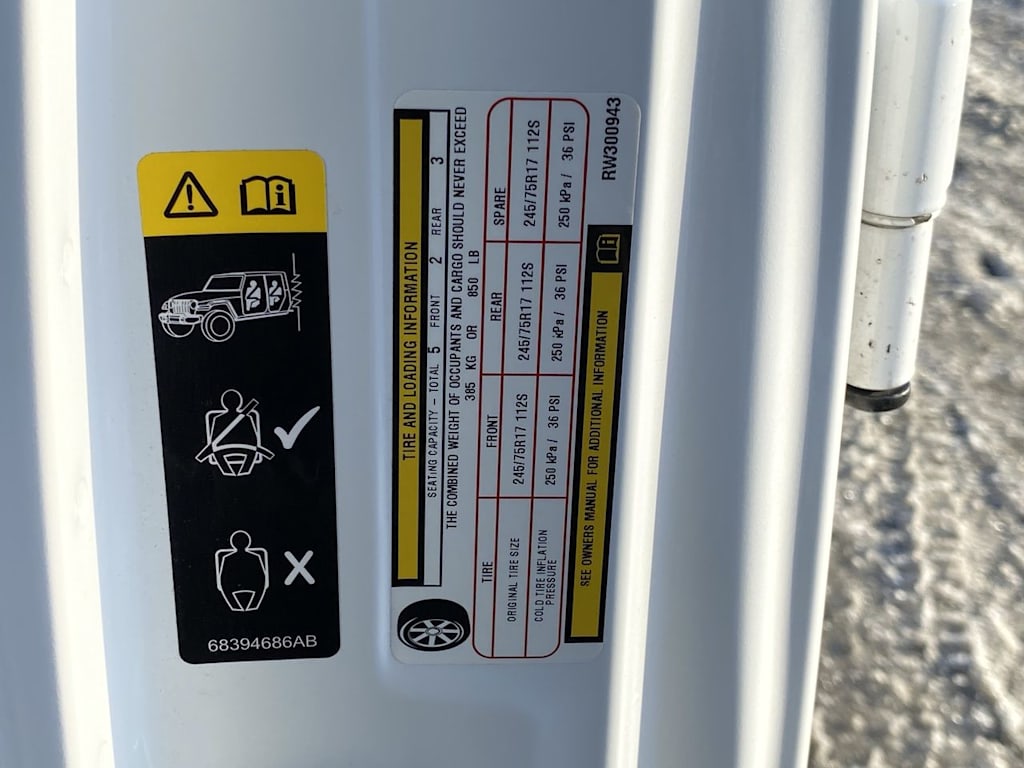 68394686AB
TIRE AND LOADING INFORMATION
SEATING CAPACITY - TOTAL 5 FRONT 2 REAR 3
THE COMBINED WEIGHT OF OCCUPANTS AND CARGO SHOULD NEVER EXCEED
385 KG OR 850 LB
TIRE FRONT REAR SPARE
ORIGINAL TIRE SIZE 245/75R17 112S 245/75R17 112S 245/75R17 112S
COLD TIRE INFLATION
PRESSURE 250 kPa / 36 PSI 250 kPa / 36 PSI 250 kPa / 36 PSI
SEE OWNERS MANUAL FOR ADDITIONAL INFORMATION
RW300943